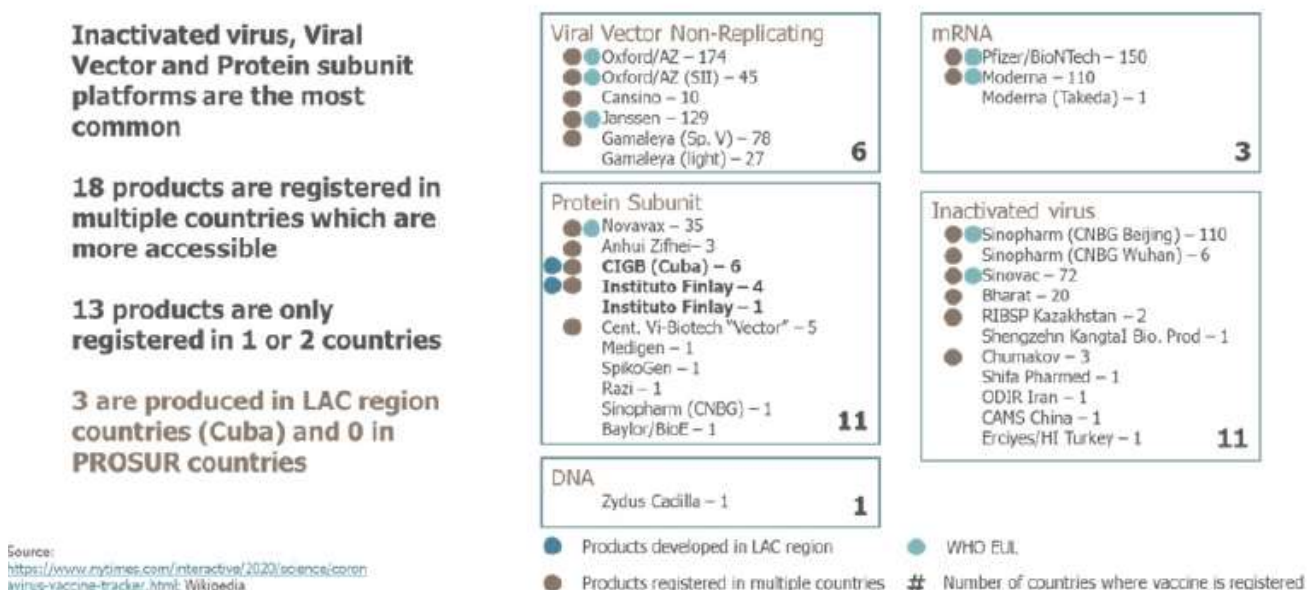 Inactivated virus, Viral
Vector and Protein subunit
platforms are the most
common
18 products are registered in
multiple countries which are
more accessible
13 products are only
registered in 1 or 2 countries
3 are produced in LAC region
countries (Cuba) and 0 in
PROSUR countries
Source:
https://www.nytimes.com/interactive/2020/science/coron
avirus-vaccine-tracker.html; Wikipedia
Viral Vector Non-Replicating
Oxford/AZ – 174
Oxford/AZ (SII) – 45
Cansino – 10
Janssen – 129
Gamaleya (Sp. V) – 78
Gamaleya (light) – 27
6
Protein Subunit
Novavax – 35
Anhui Zifhei– 3
CIGB (Cuba) – 6
Instituto Finlay – 4
Instituto Finlay – 1
Cent. Vi-Biotech "Vector" – 5
Medigen – 1
SpikoGen – 1
Razi – 1
Sinopharm (CNBG) – 1
Baylor/BioE – 1
11
DNA
Zydus Cadilla – 1
1
mRNA
Pfizer/BioNTech – 150
Moderna – 110
Moderna (Takeda) – 1
3
Inactivated virus
Sinopharm (CNBG Beijing) – 110
Sinopharm (CNBG Wuhan) – 6
Sinovac – 72
Bharat – 20
RIBSP Kazakhstan – 2
Shengzehn KangtaI Bio. Prod – 1
Chumakov – 3
Shifa Pharmed – 1
ODIR Iran – 1
CAMS China – 1
Erciyes/HI Turkey – 1
11
Products developed in LAC region
WHO EUL
Products registered in multiple countries
# Number of countries where vaccine is registered